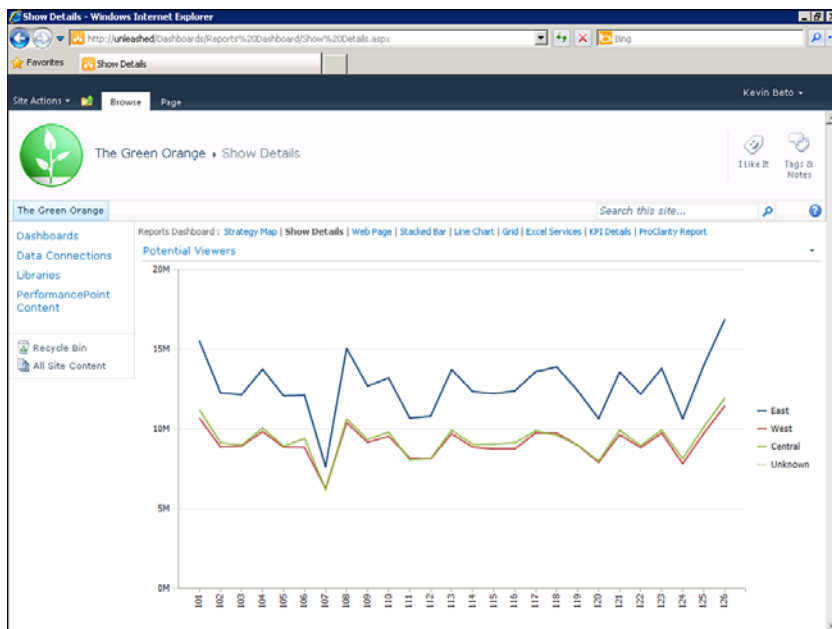 Show Details - Windows Internet Explorer
http://unleashed/Dashboards/Reports%20Dashboard/Show%20Details.aspx
Bing
Favorites
Show Details
Site Actions
Browse
Page
Kevin Beto
The Green Orange
Show Details
I Like It
Tags &
Notes
The Green Orange
Search this site...
Dashboards
Data Connections
Libraries
PerformancePoint
Content
Recycle Bin
All Site Content
Reports Dashboard : Strategy Map | Show Details | Web Page | Stacked Bar | Line Chart | Grid | Excel Services | KPI Details | ProClarity Report
Potential Viewers
20M
15M
10M
5M
0M
101 102 103 104 105 106 107 108 109 110 111 112 113 114 115 116 117 118 119 120 121 122 123 124 125 126
East
West
Central
Unknown